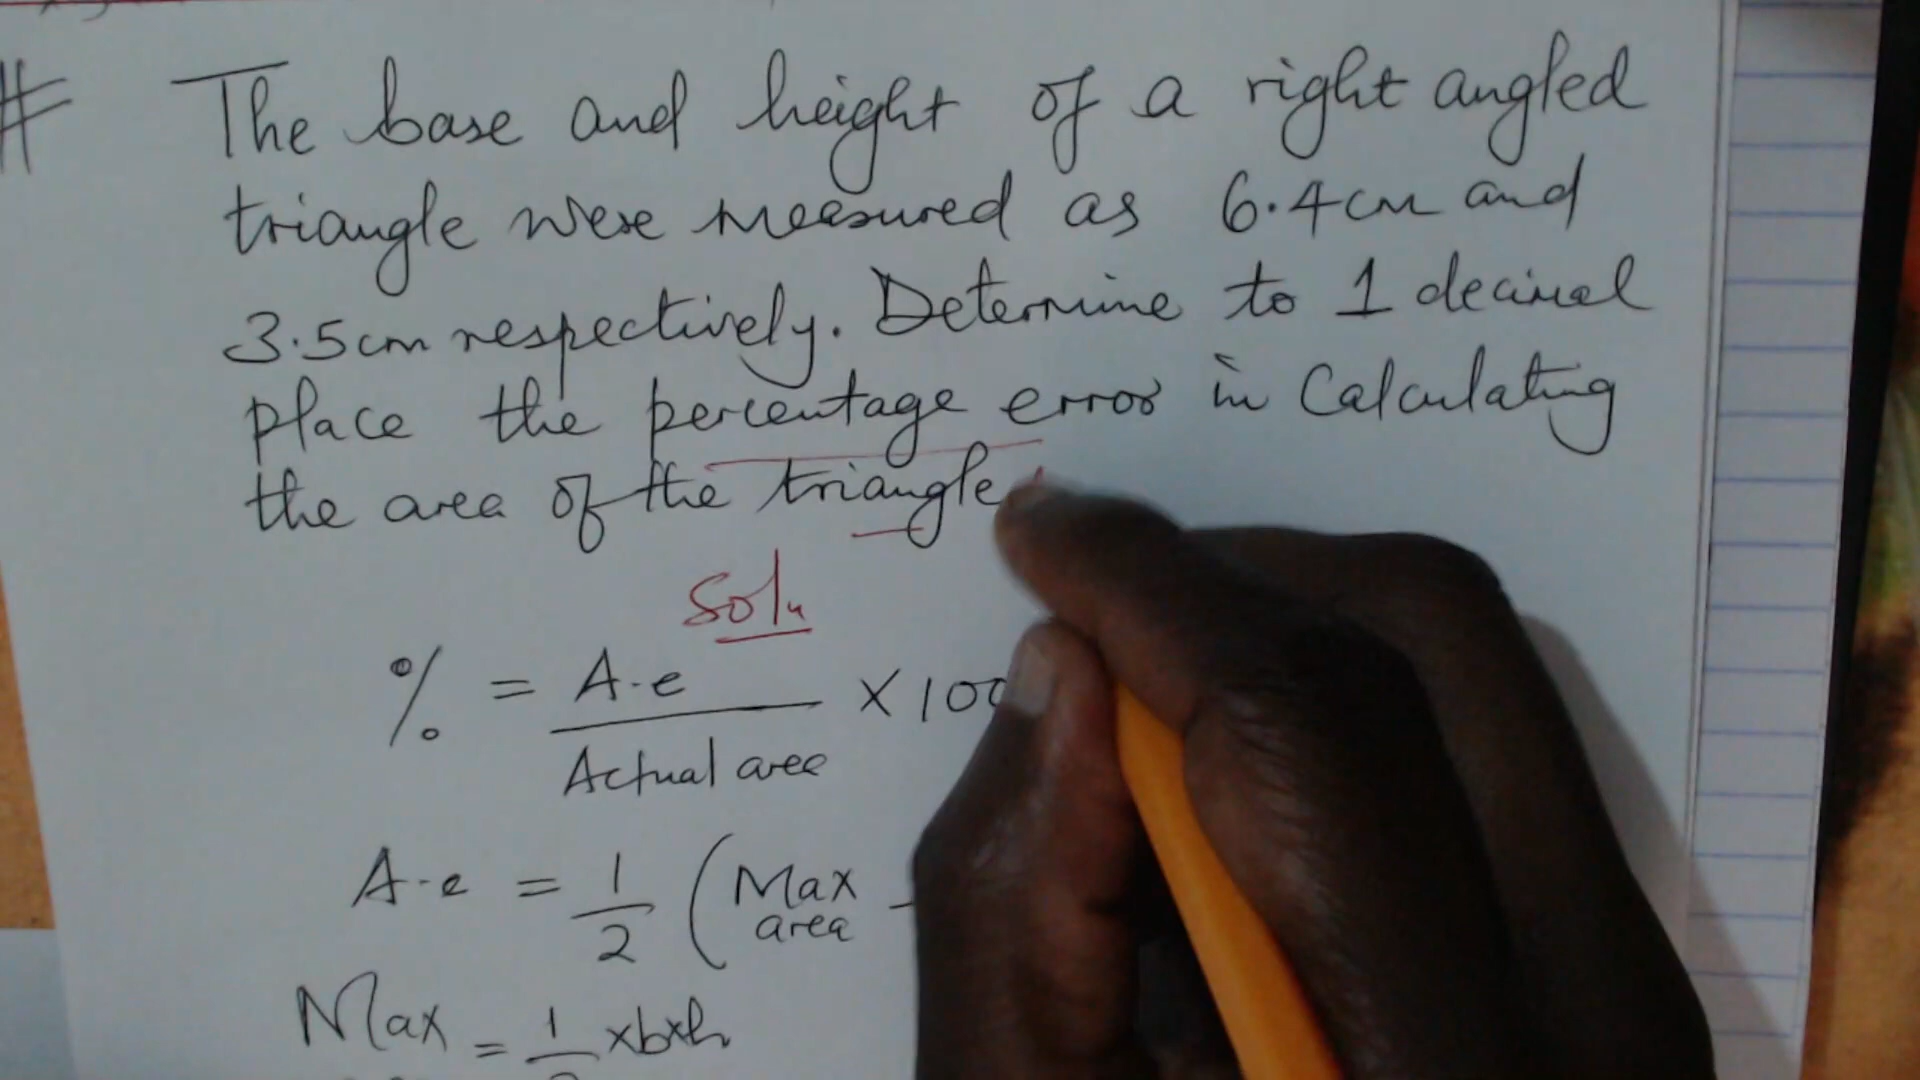 # The base and height of a right angled
triangle were measured as 6.4cm and
3.5cm respectively. Determine to 1 decimal
place the percentage error in Calculating
the area of the triangle
Soln
% = A.e / Actual area × 100
A.e = 1/2 ( Max area -
Max = 1 × b×h